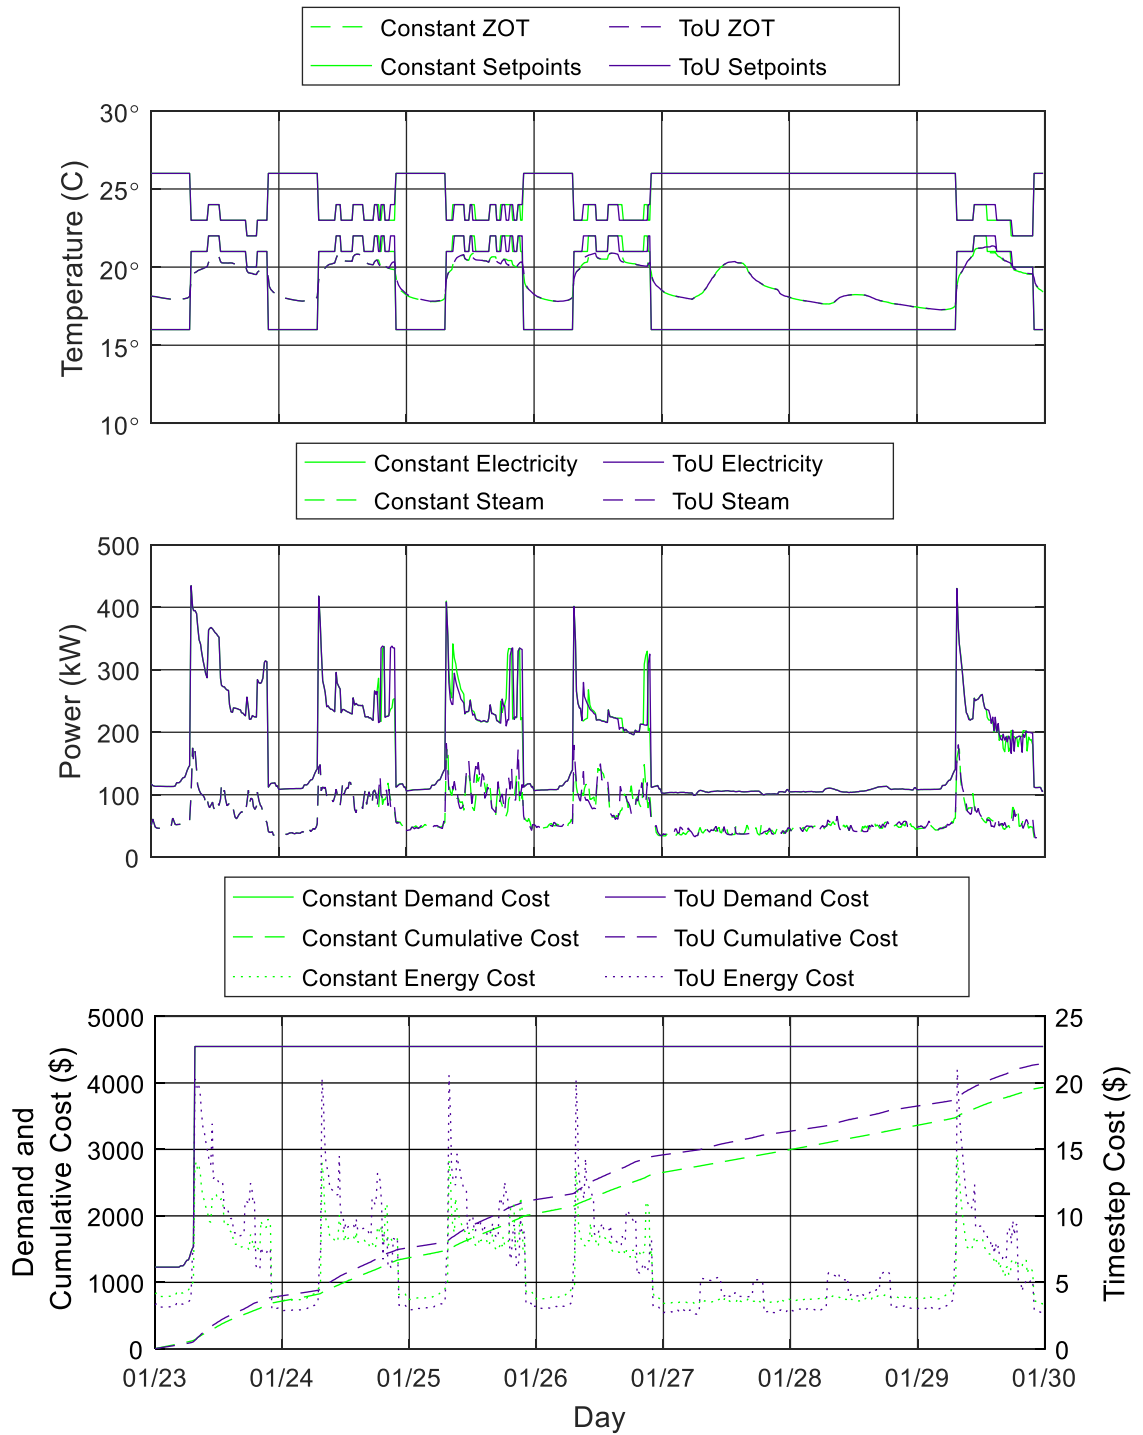 Constant ZOT ToU ZOT
Constant Setpoints ToU Setpoints
30°
25°
20°
15°
10°
Temperature (C)
Constant Electricity ToU Electricity
Constant Steam ToU Steam
500
400
300
200
100
0
Power (kW)
Constant Demand Cost ToU Demand Cost
Constant Cumulative Cost ToU Cumulative Cost
Constant Energy Cost ToU Energy Cost
5000
4000
3000
2000
1000
0
Demand and
Cumulative Cost ($)
25
20
15
10
5
0
Timestep Cost ($)
01/23 01/24 01/25 01/26 01/27 01/28 01/29 01/30
Day